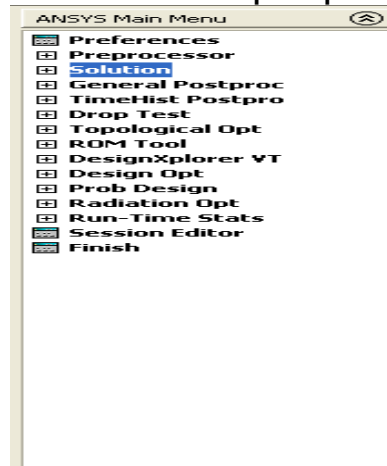 ANSYS Main Menu
Preferences
Preprocessor
Solution
General Postproc
TimeHist Postpro
Drop Test
Topological Opt
ROM Tool
DesignXplorer VT
Design Opt
Prob Design
Radiation Opt
Run-Time Stats
Session Editor
Finish